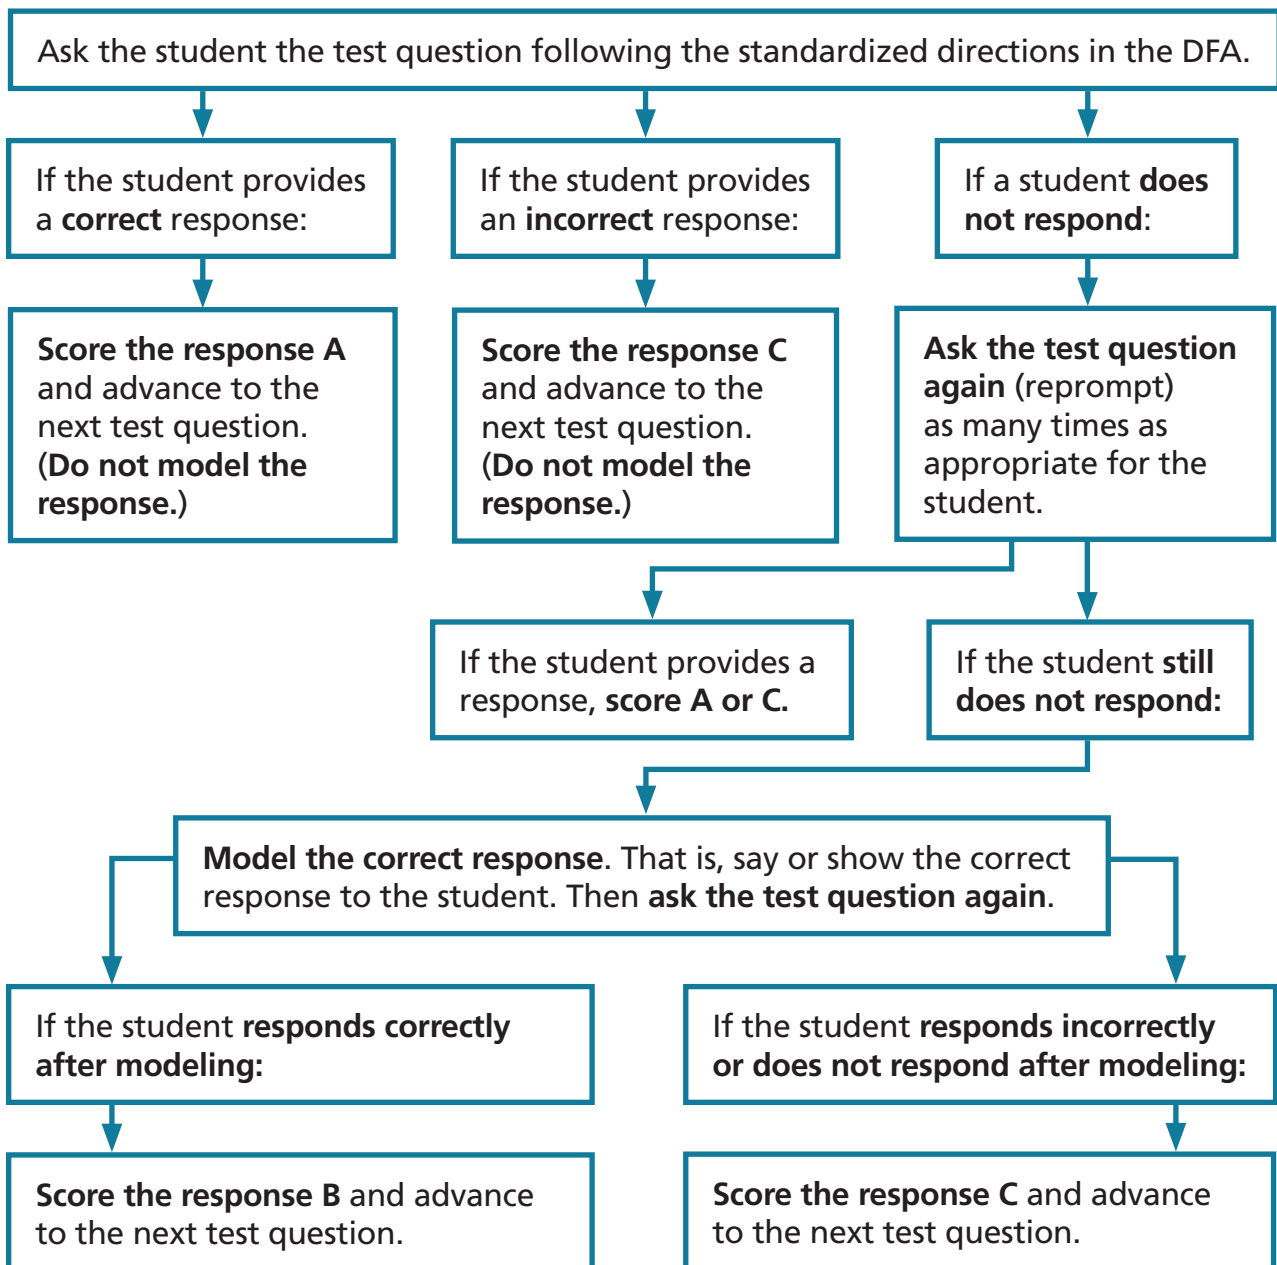 Ask the student the test question following the standardized directions in the DFA.
If the student provides
a correct response:
If the student provides
an incorrect response:
If a student does
not respond:
Score the response A
and advance to the
next test question.
(Do not model the
response.)
Score the response C
and advance to the
next test question.
(Do not model the
response.)
Ask the test question
again (reprompt)
as many times as
appropriate for the
student.
If the student provides a
response, score A or C.
If the student still
does not respond:
Model the correct response. That is, say or show the correct
response to the student. Then ask the test question again.
If the student responds correctly
after modeling:
If the student responds incorrectly
or does not respond after modeling:
Score the response B and advance
to the next test question.
Score the response C and advance
to the next test question.